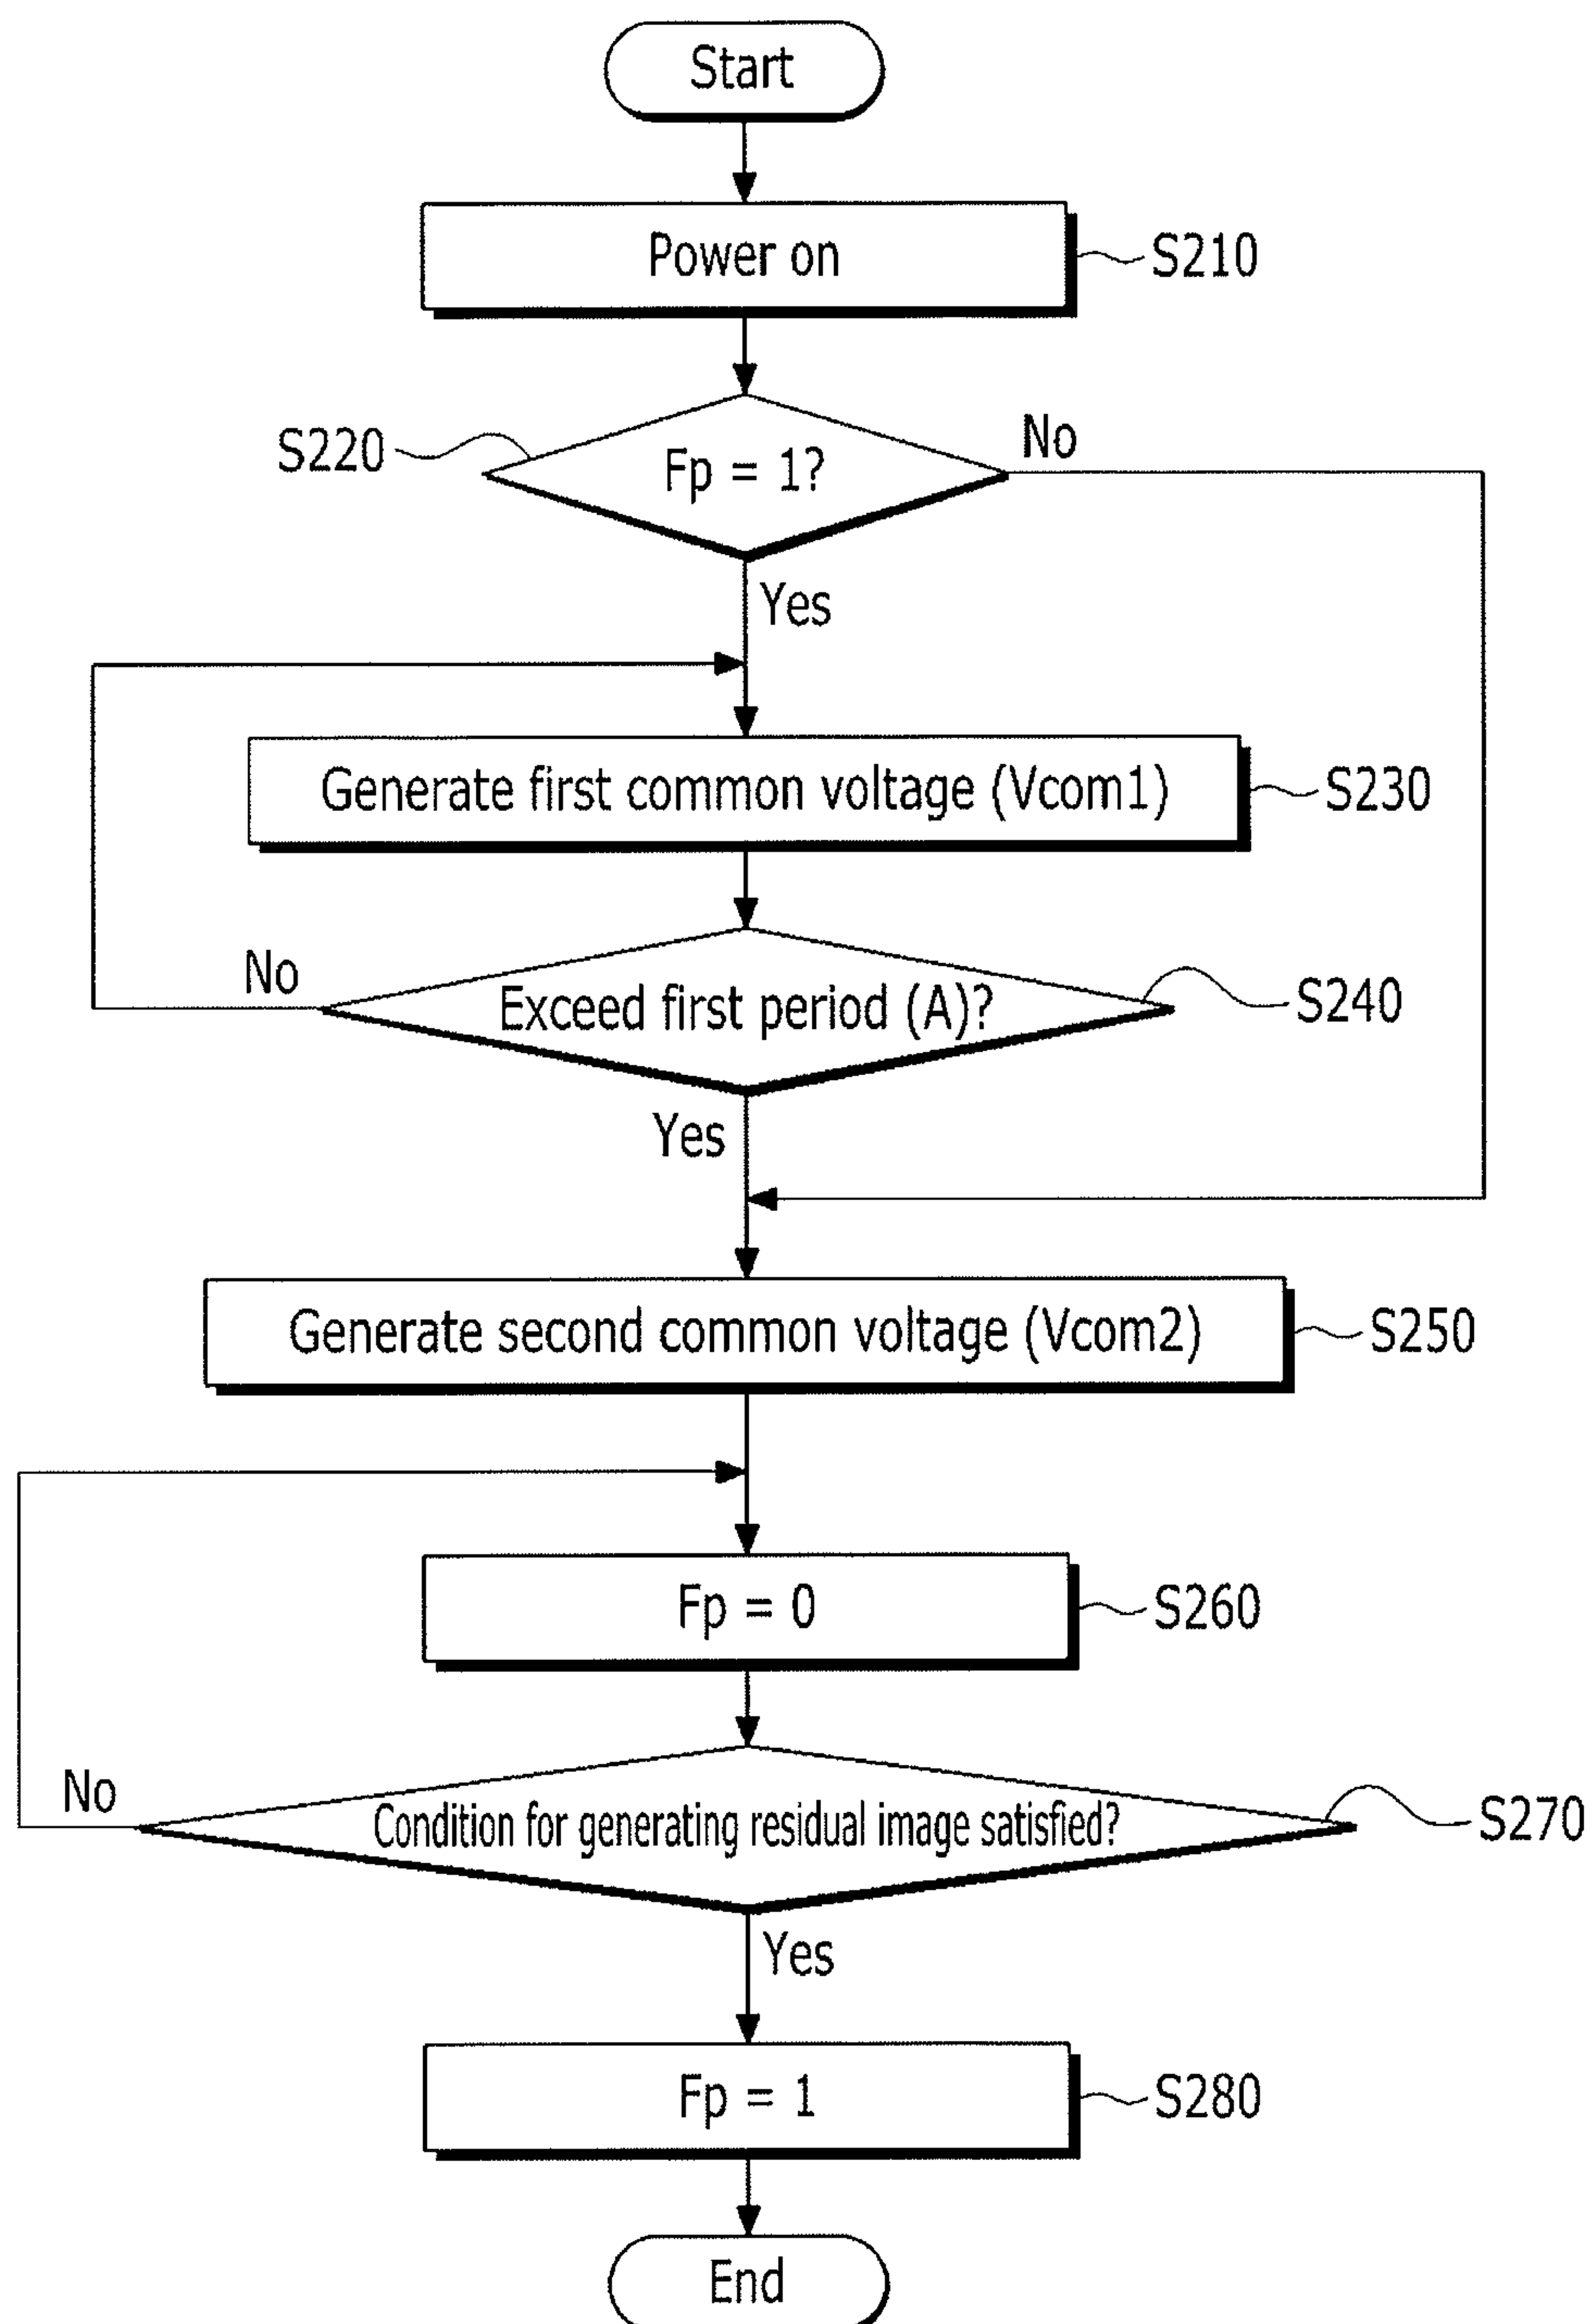 Start
Power on
S210
S220
Fp = 1?
No
Yes
Generate first common voltage (Vcom1)
S230
No
Exceed first period (A)?
S240
Yes
Generate second common voltage (Vcom2)
S250
Fp = 0
S260
No
Condition for generating residual image satisfied?
S270
Yes
Fp = 1
S280
End